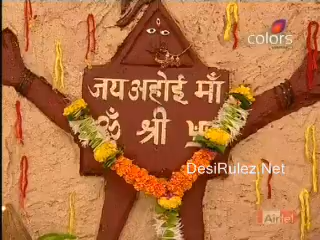 जय अहोई माँ
ॐ श्री
colors
DesiRulez Net
Airtel